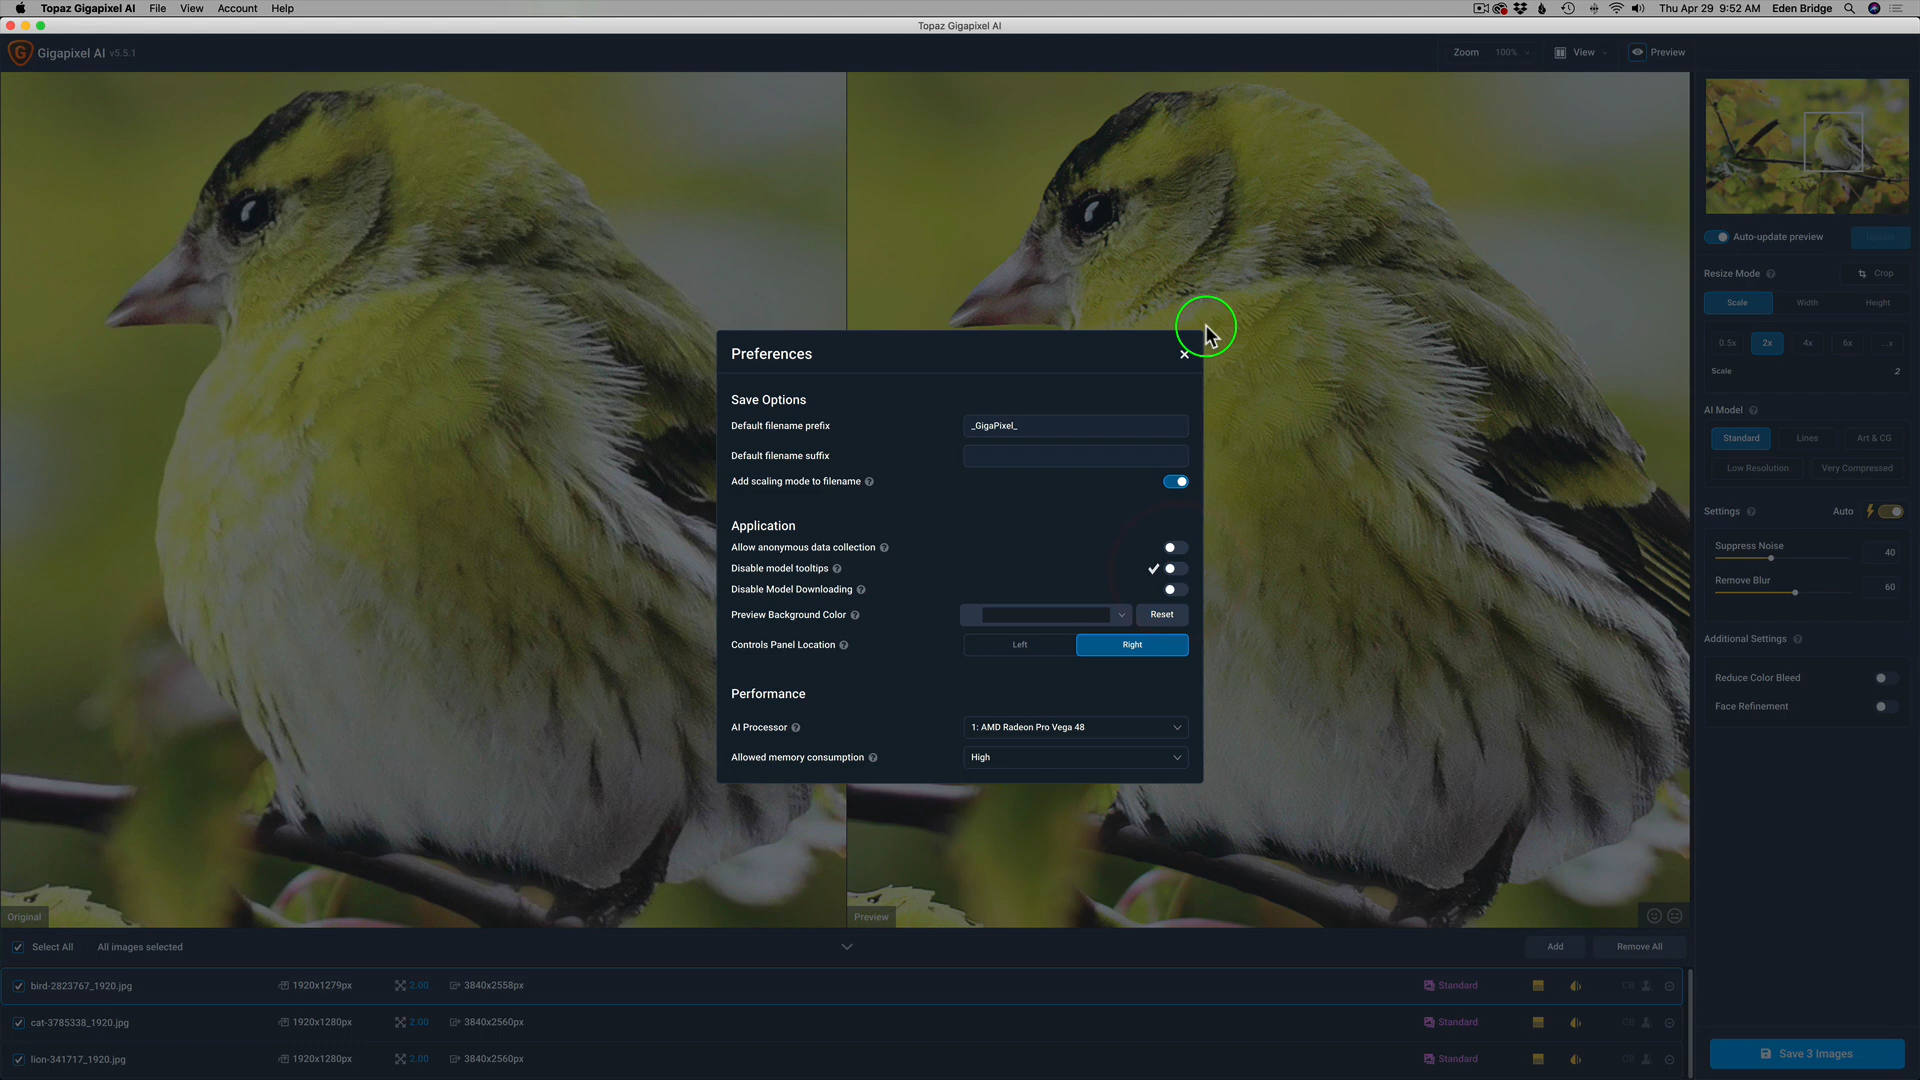 Topaz Gigapixel AI File View Account Help Thu Apr 29 9:52 AM Eden Bridge
Topaz Gigapixel AI
G Gigapixel AI v5.5.1 Zoom 100% View Preview
Auto-update preview
Resize Mode ? Crop
Scale Width Height
0.5x 2x 4x 6x ...x
Scale 2
AI Model ?
Standard Lines Art & CG
Low Resolution Very Compressed
Settings ? Auto
Suppress Noise 40
Remove Blur 60
Additional Settings ?
Reduce Color Bleed
Face Refinement
Preferences
Save Options
Default filename prefix _GigaPixel_
Default filename suffix
Add scaling mode to filename ?
Application
Allow anonymous data collection ?
Disable model tooltips ?
Disable Model Downloading ?
Preview Background Color ? Reset
Controls Panel Location ? Left Right
Performance
AI Processor ? 1: AMD Radeon Pro Vega 48
Allowed memory consumption ? High
Original Preview
Select All All images selected Add Remove All
bird-2823767_1920.jpg 1920x1279px 2.00 3840x2558px Standard CB
cat-3785338_1920.jpg 1920x1280px 2.00 3840x2560px Standard CB
lion-341717_1920.jpg 1920x1280px 2.00 3840x2560px Standard CB
Save 3 Images